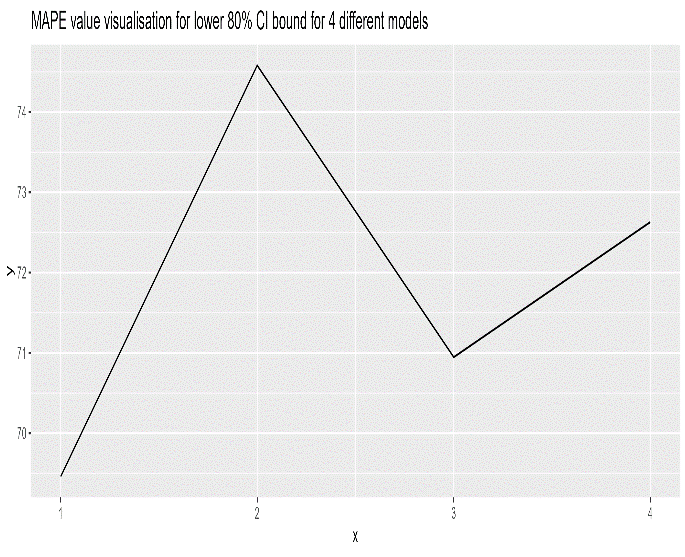 MAPE value visualisation for lower 80% CI bound for 4 different models
74
73
72
71
70
y
1 2 3 4
x